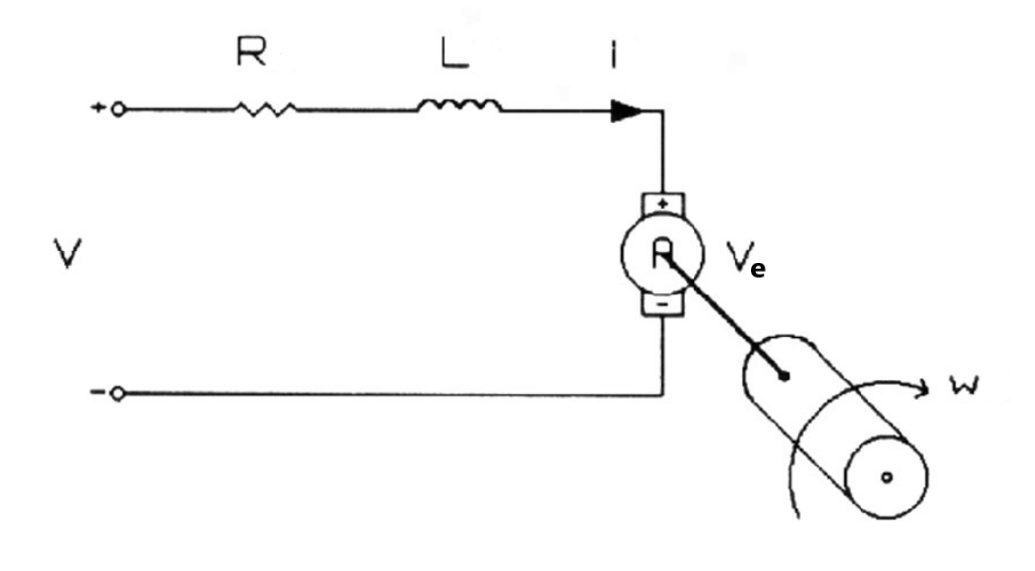 R L i
+
+
V A Ve
-
- w